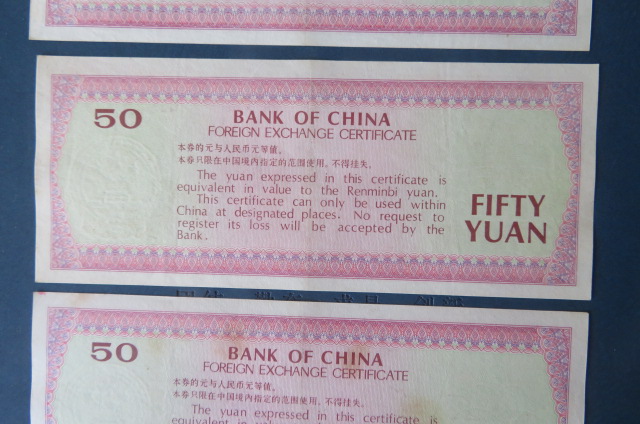 50
BANK OF CHINA
FOREIGN EXCHANGE CERTIFICATE
本券的元与人民币元等值。
本券只限在中国境内指定的范围使用，不得挂失。
The yuan expressed in this certificate is
equivalent in value to the Renminbi yuan.
This certificate can only be used within
China at designated places. No request to
register its loss will be accepted by the
Bank.
FIFTY
YUAN
50
BANK OF CHINA
FOREIGN EXCHANGE CERTIFICATE
本券的元与人民币元等值。
本券只限在中国境内指定的范围使用，不得挂失。
The yuan expressed in this certificate is